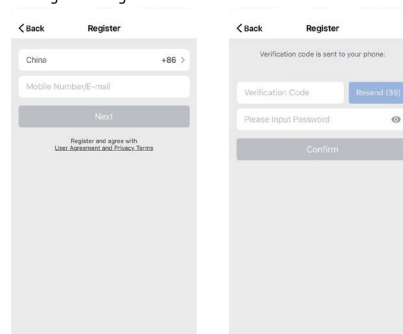 Back Register
China +86
Mobile Number/E-mail
Next
Register and agree with
User Agreement and Privacy Terms
Back Register
Verification code is sent to your phone:
Verification Code Resend (39)
Please Input Password
Confirm